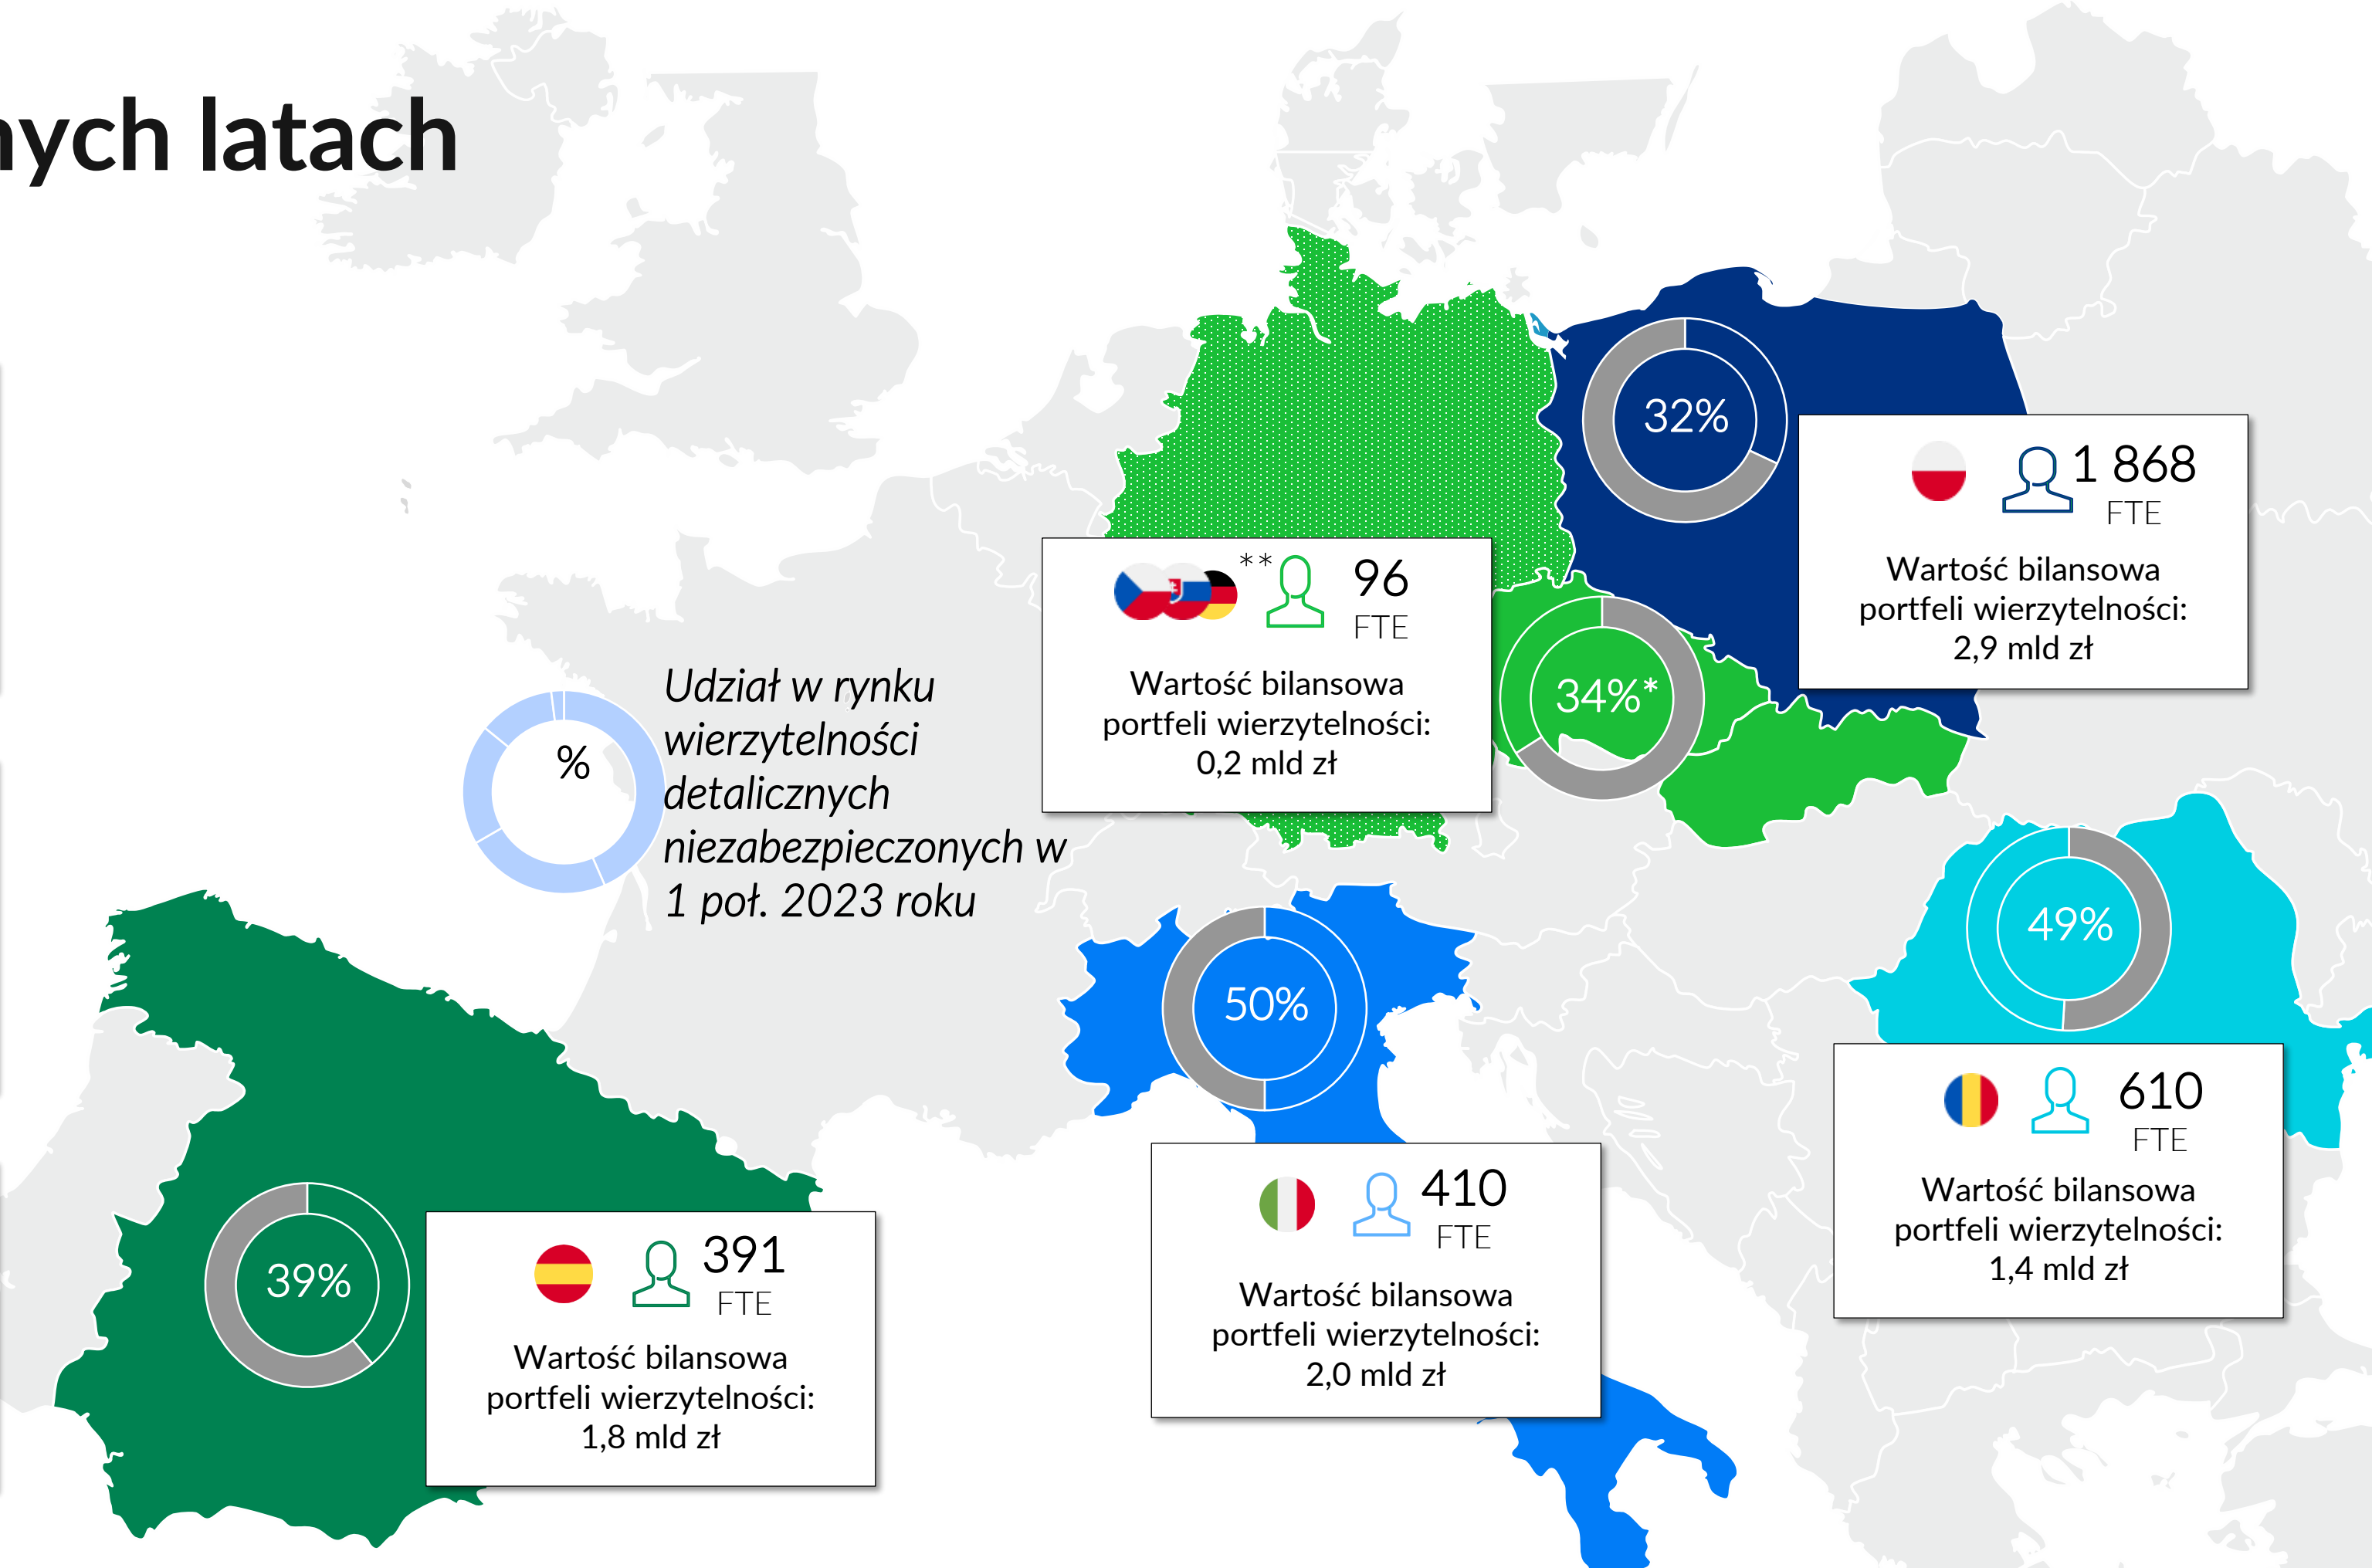 nych latach
32%
1 868
FTE
Wartość bilansowa
portfeli wierzytelności:
2,9 mld zł
**
96
FTE
Wartość bilansowa
portfeli wierzytelności:
0,2 mld zł
34%*
%
Udział w rynku
wierzytelności
detalicznych
niezabezpieczonych w
1 poł. 2023 roku
49%
610
FTE
Wartość bilansowa
portfeli wierzytelności:
1,4 mld zł
50%
410
FTE
Wartość bilansowa
portfeli wierzytelności:
2,0 mld zł
39%
391
FTE
Wartość bilansowa
portfeli wierzytelności:
1,8 mld zł